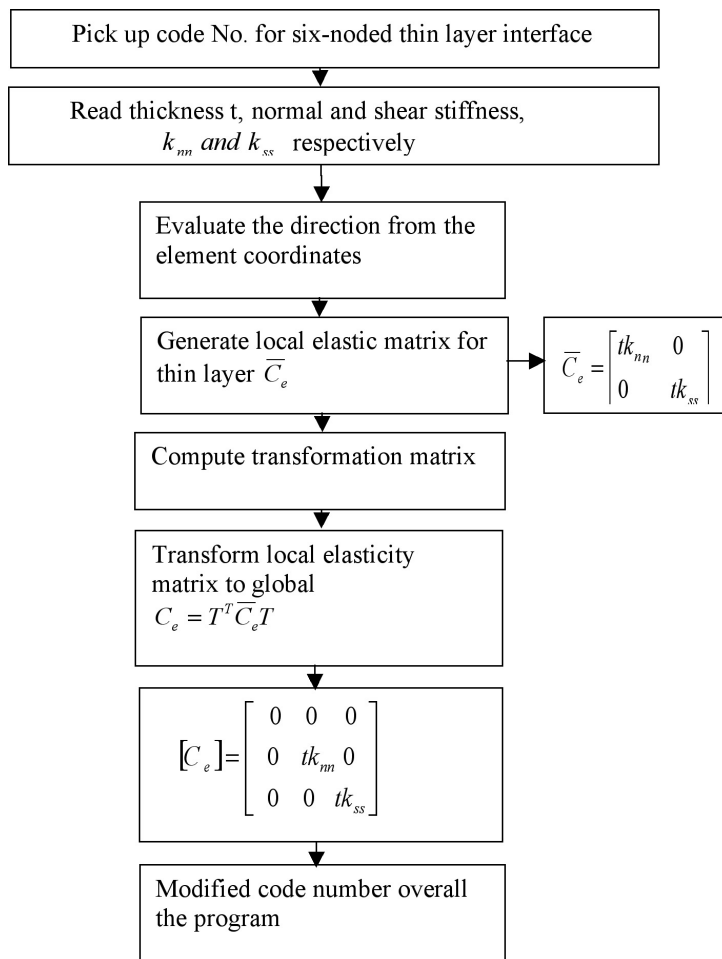 Pick up code No. for six-noded thin layer interface
Read thickness t, normal and shear stiffness,
k_nn and k_ss respectively
Evaluate the direction from the
element coordinates
Generate local elastic matrix for
thin layer C̅_e
C̅_e = [tk_nn 0
0 tk_ss]
Compute transformation matrix
Transform local elasticity
matrix to global
C_e = T^T C̅_e T
0 0 0
[C_e]= 0 tk_nn 0
0 0 tk_ss
Modified code number overall
the program